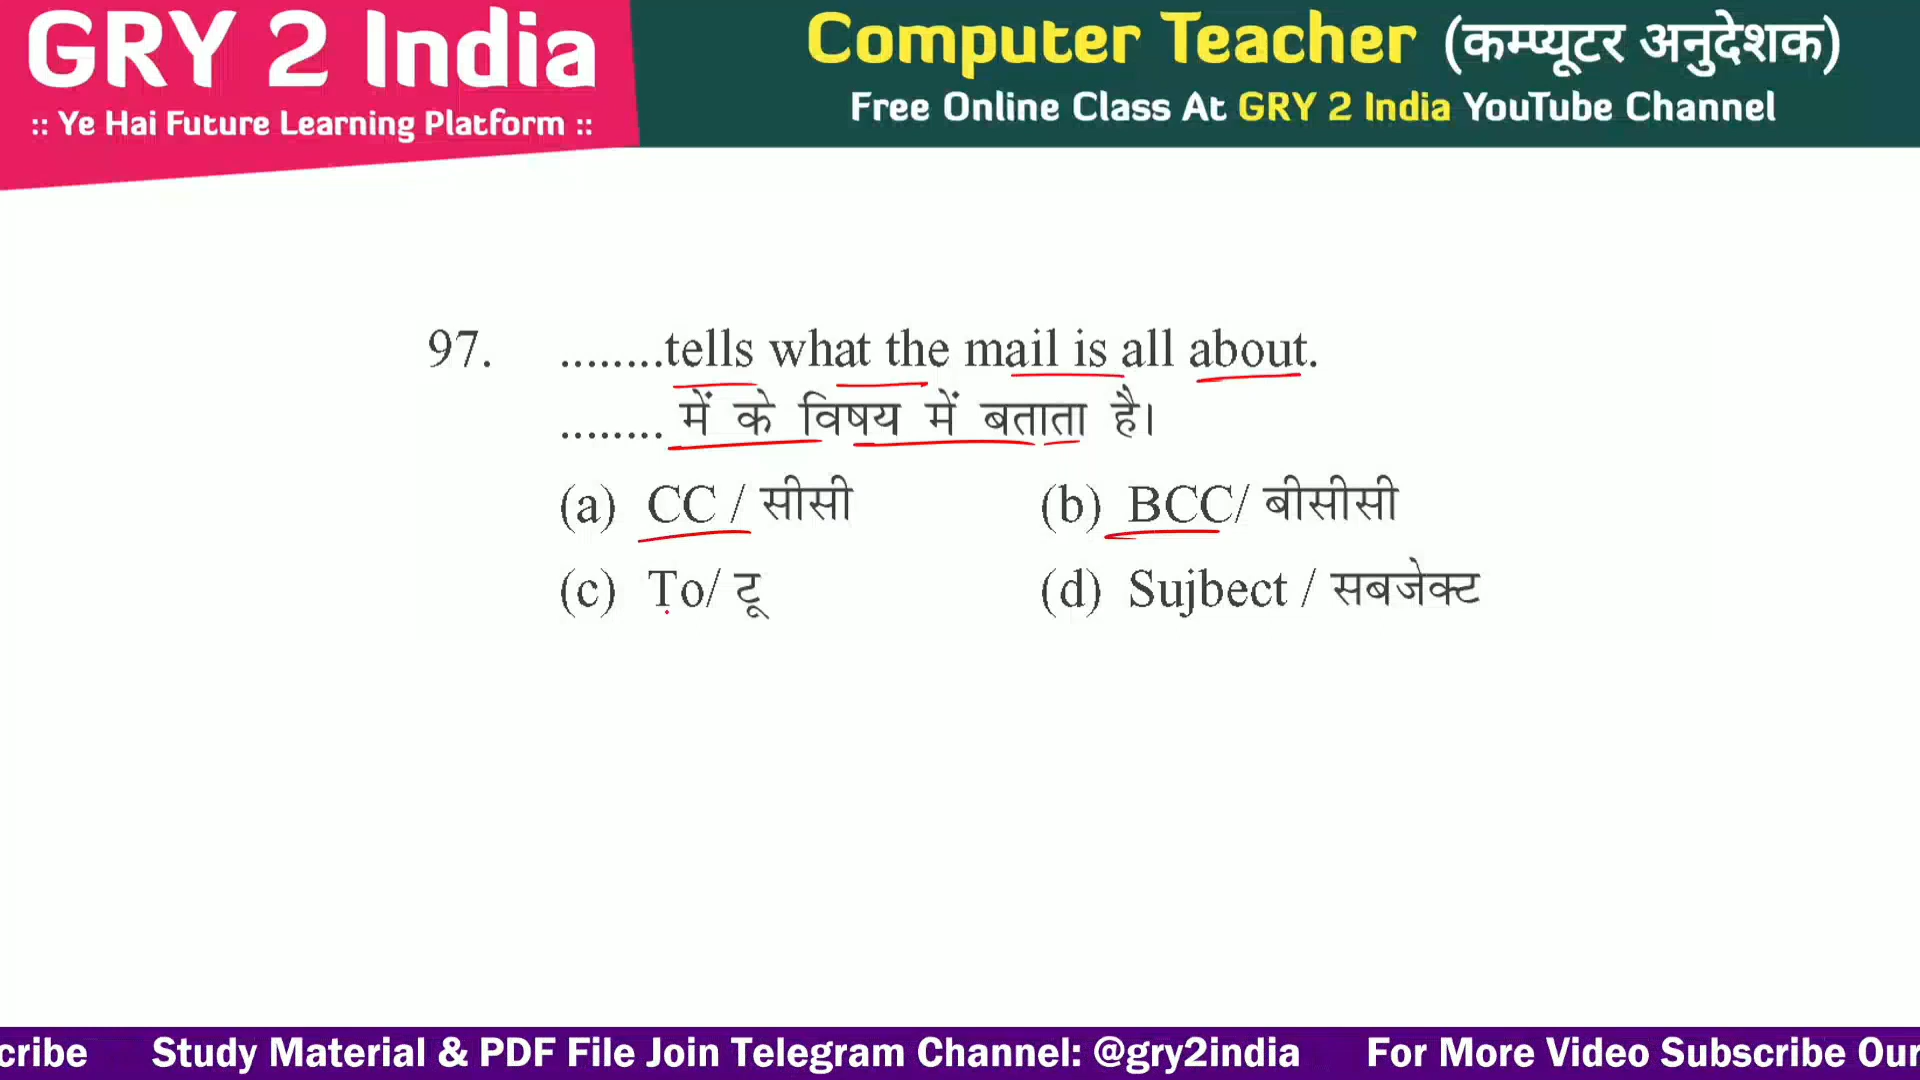 GRY 2 India
:: Ye Hai Future Learning Platform ::
Computer Teacher (कम्प्यूटर अनुदेशक)
Free Online Class At GRY 2 India YouTube Channel
97. ........tells what the mail is all about.
........ में के विषय में बताता है।
(a) CC / सीसी (b) BCC/ बीसीसी
(c) To/ टू (d) Sujbect / सबजेक्ट
cribe Study Material & PDF File Join Telegram Channel: @gry2india For More Video Subscribe Our